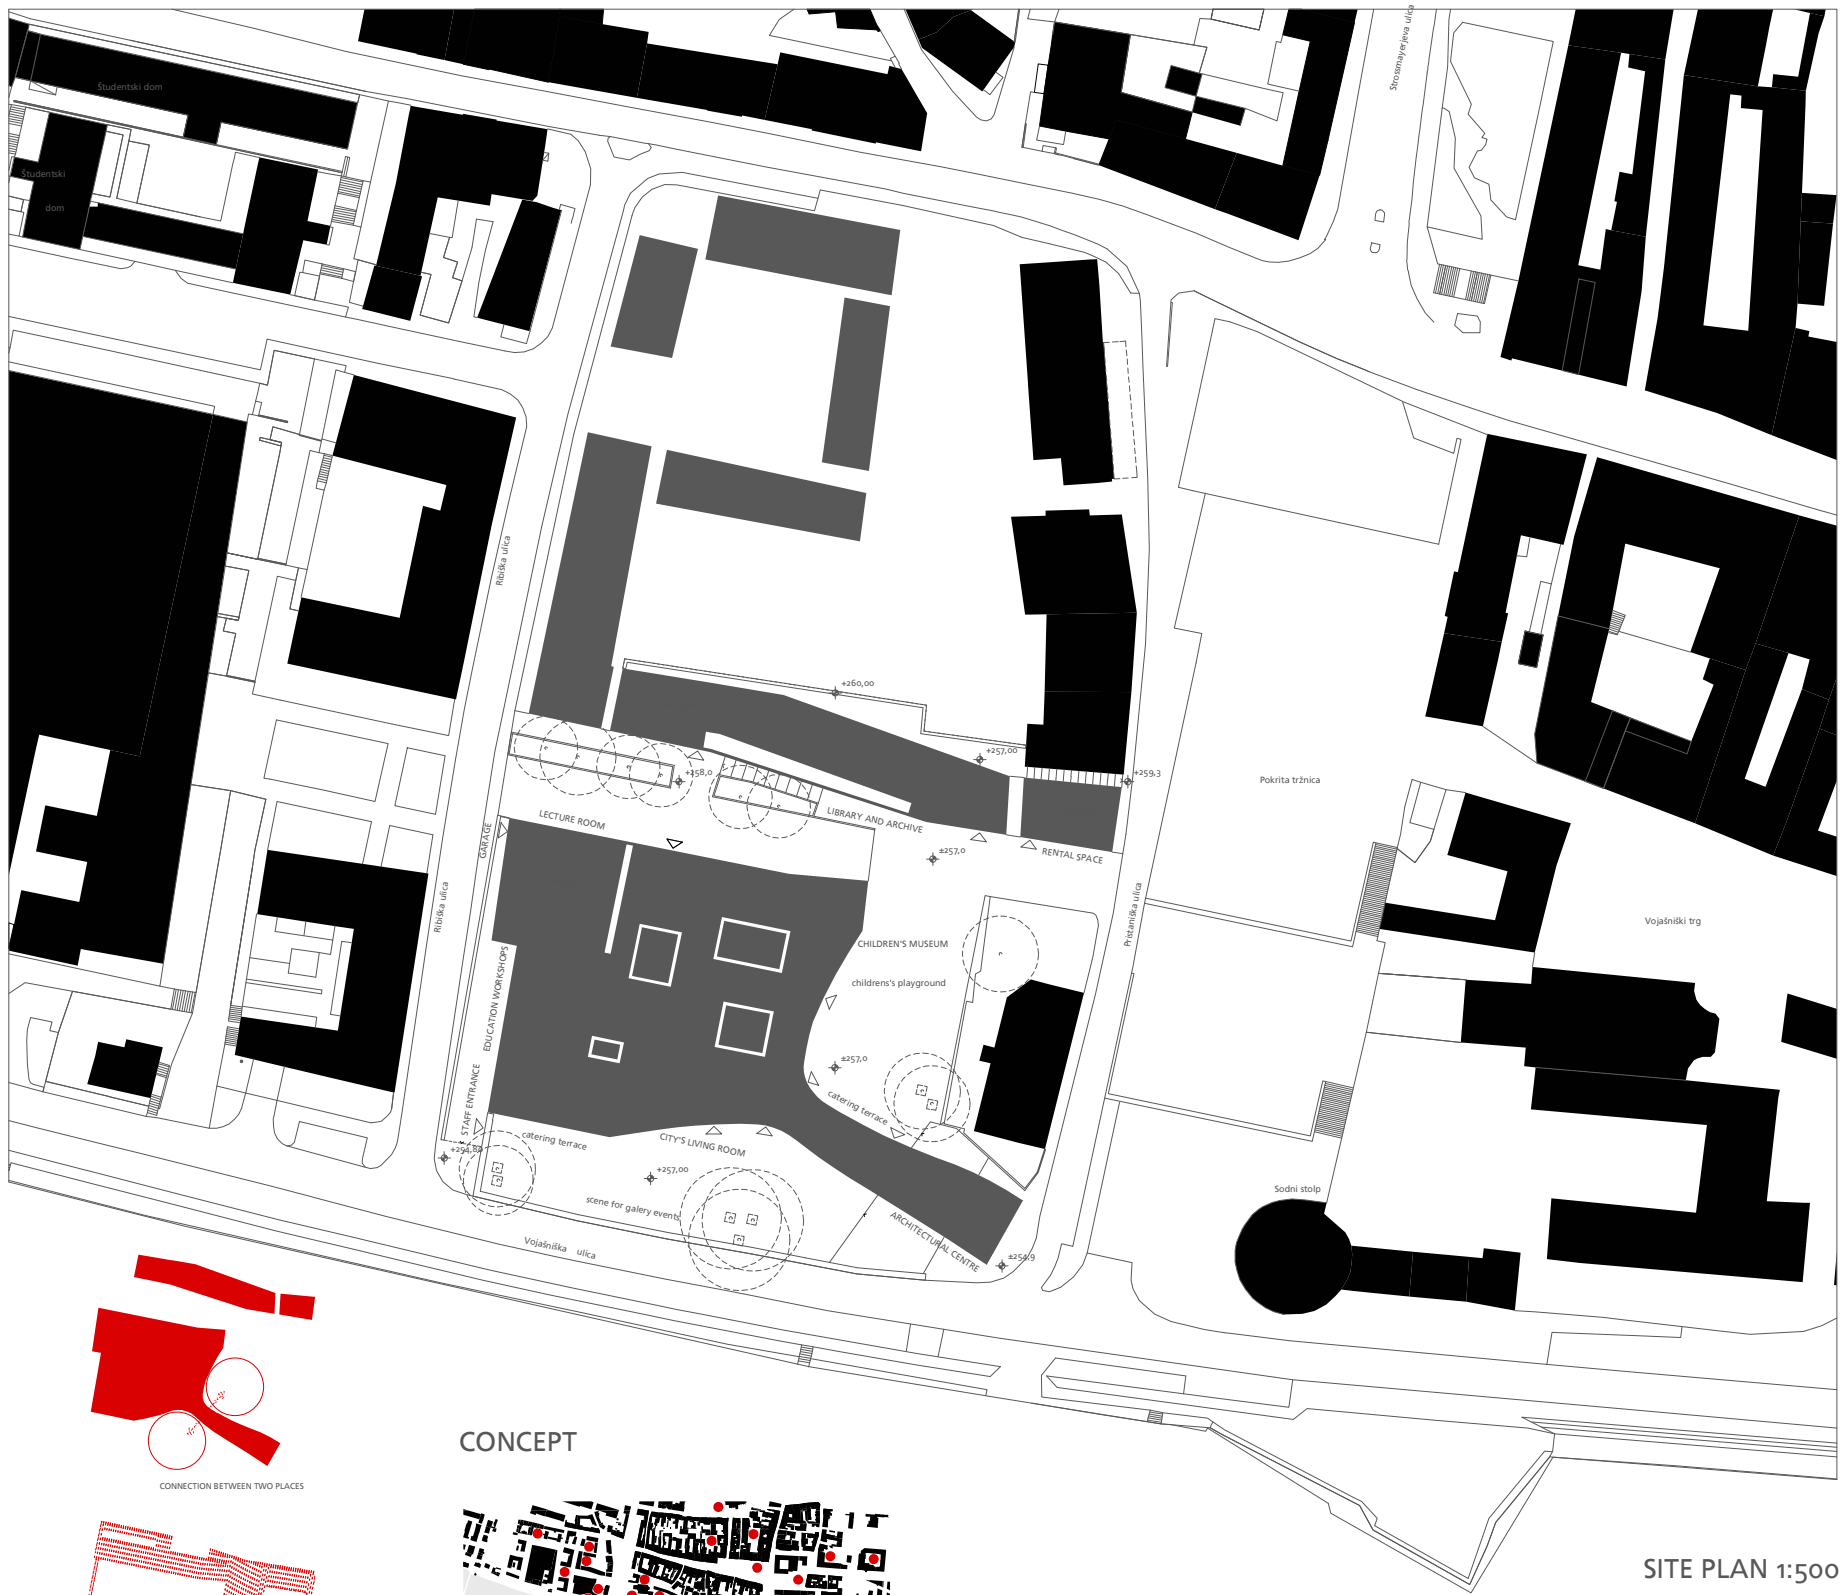 Strossmayerjeva ulica
Študentski dom
Študentski
dom
Ribiška ulica
+260,00
+257,00
+258,0
+259,3
Pokrita tržnica
LECTURE ROOM
LIBRARY AND ARCHIVE
GARAGE
±257,0
RENTAL SPACE
Ribiška ulica
Pristaniška ulica
Vojašniški trg
CHILDREN'S MUSEUM
childrens's playground
EDUCATION WORKSHOPS
±257,0
STAFF ENTRANCE
catering terrace
catering terrace
CITY'S LIVING ROOM
+254,80
+257,00
Sodni stolp
scene for galery events
ARCHITECTURAL CENTRE
Vojašniška ulica
±254,9
CONCEPT
CONNECTION BETWEEN TWO PLACES
SITE PLAN 1:500